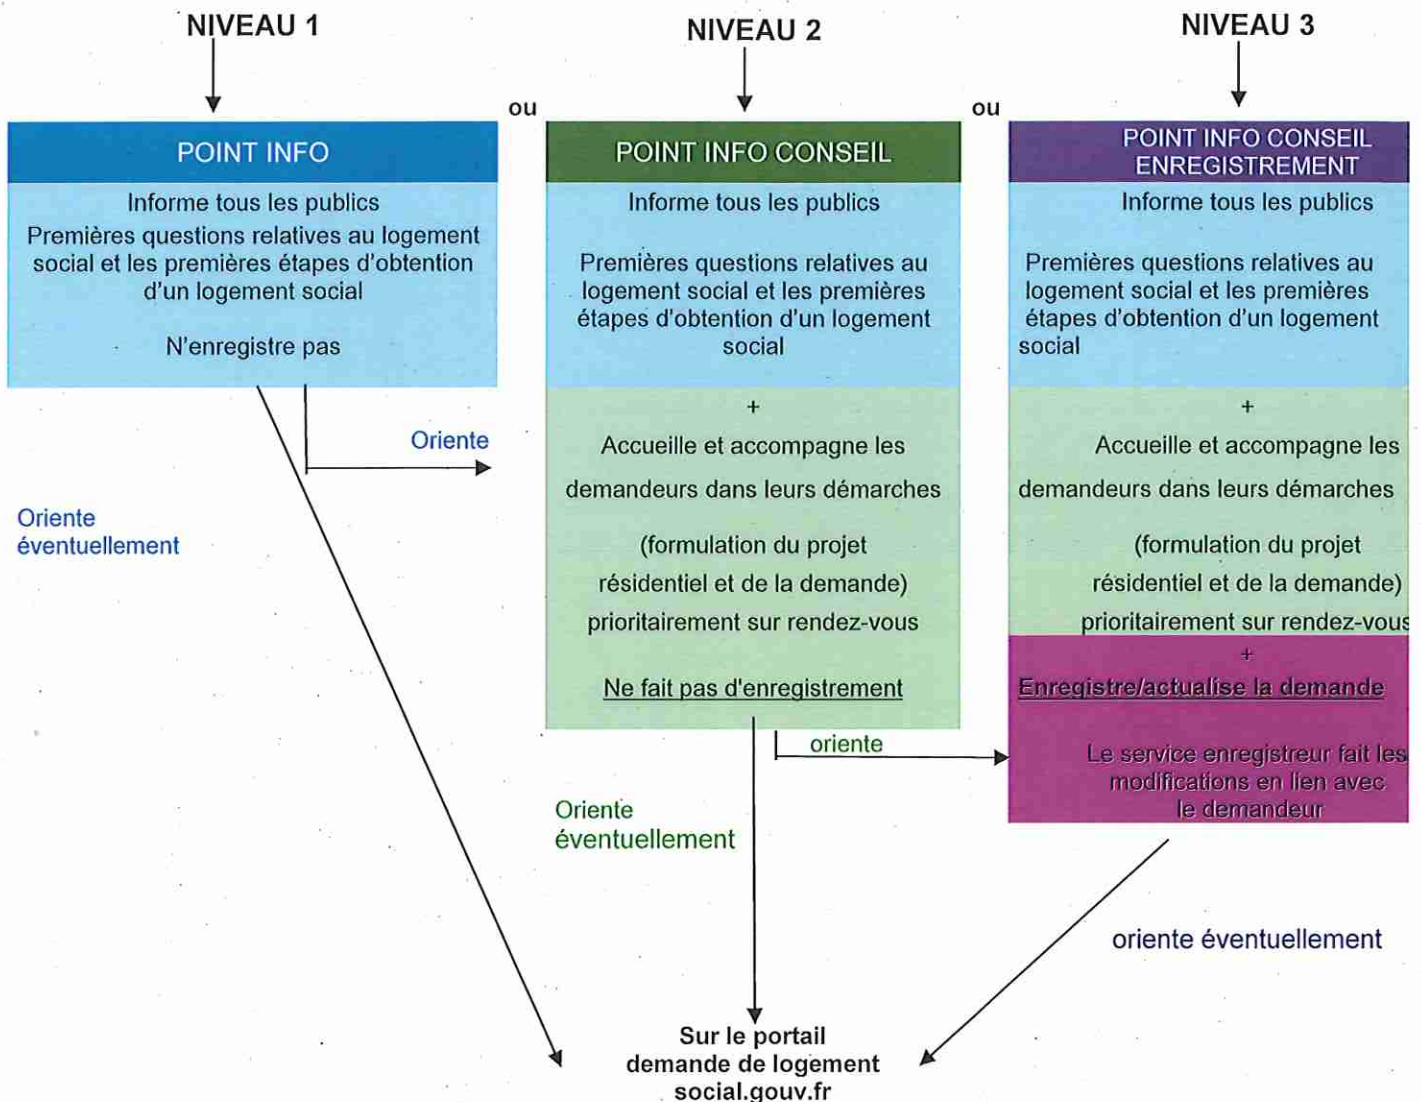 NIVEAU 1
NIVEAU 2
NIVEAU 3
ou
ou
POINT INFO
Informe tous les publics
Premières questions relatives au logement
social et les premières étapes d'obtention
d'un logement social
N'enregistre pas
Oriente
Oriente
éventuellement
POINT INFO CONSEIL
Informe tous les publics
Premières questions relatives au
logement social et les premières
étapes d'obtention d'un logement
social
+
Accueille et accompagne les
demandeurs dans leurs démarches
(formulation du projet
résidentiel et de la demande)
prioritairement sur rendez-vous
Ne fait pas d'enregistrement
oriente
Oriente
éventuellement
POINT INFO CONSEIL
ENREGISTREMENT
Informe tous les publics
Premières questions relatives au
logement social et les premières
étapes d'obtention d'un logement
social
+
Accueille et accompagne les
demandeurs dans leurs démarches
(formulation du projet
résidentiel et de la demande)
prioritairement sur rendez-vous
+
Enregistre/actualise la demande
Le service enregistreur fait les
modifications en lien avec
le demandeur
oriente éventuellement
Sur le portail
demande de logement
social.gouv.fr